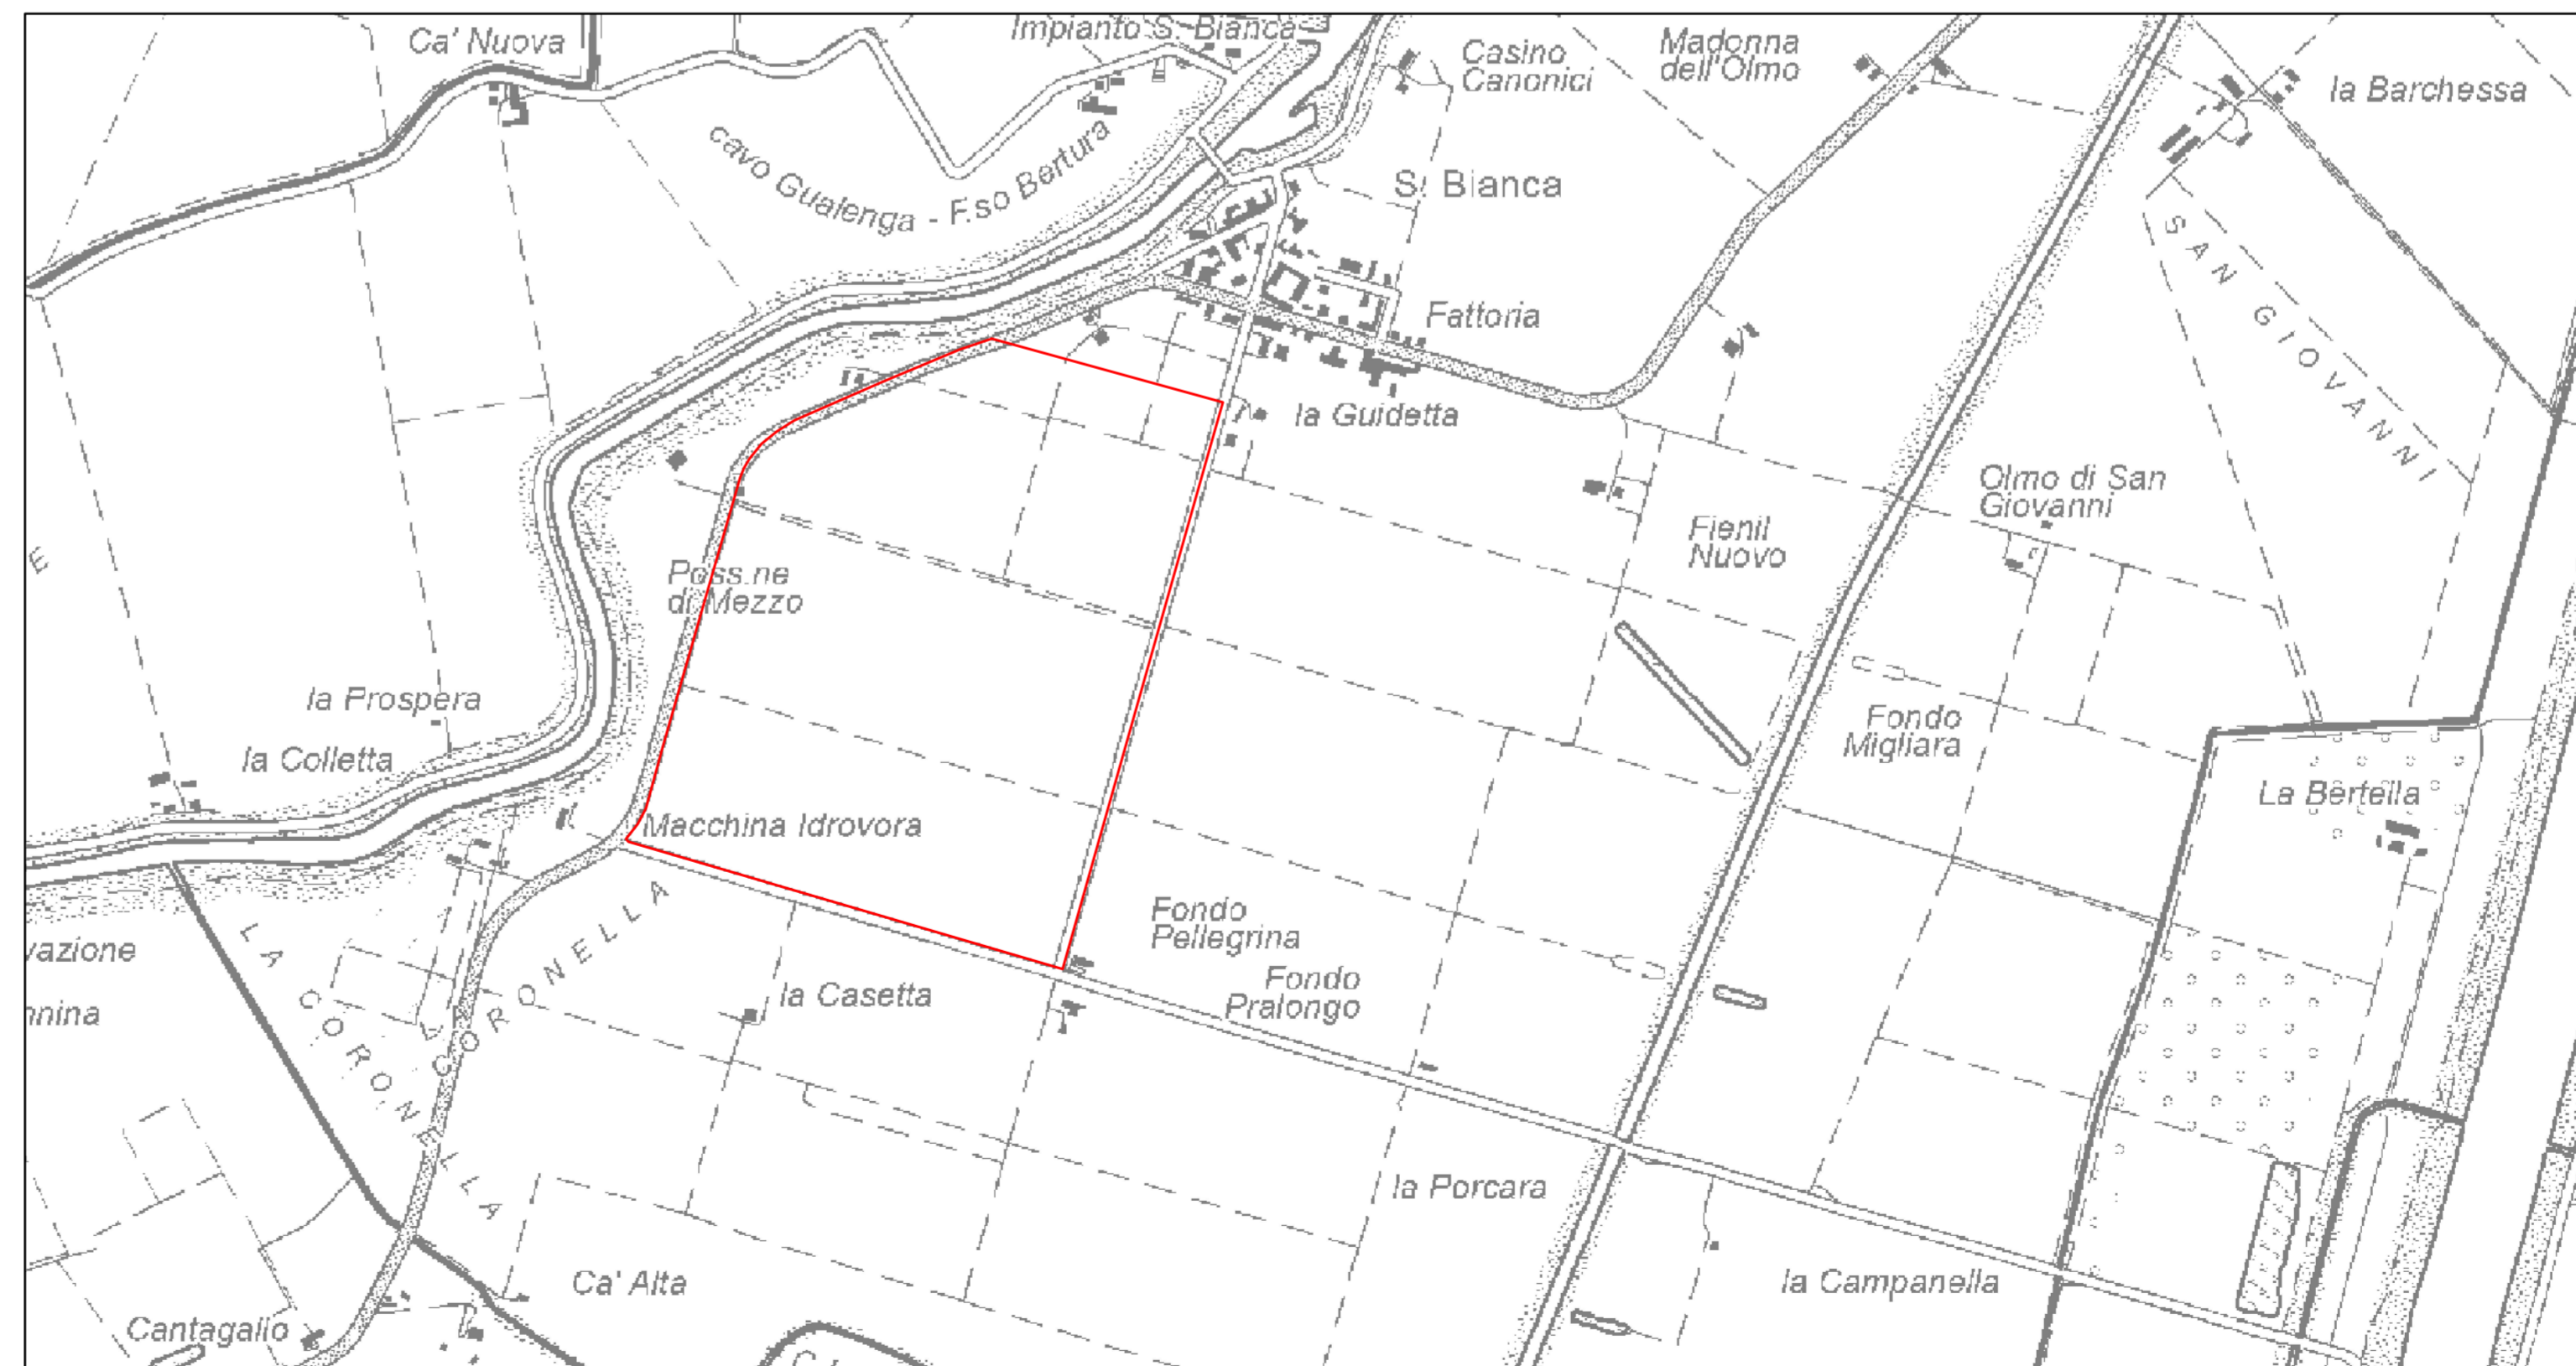 Ca' Nuova
Impianto S. Bianca
Casino
Canonici
Madonna
dell'Olmo
la Barchessa
cavo Gualenga - F.so Bertura
S. Bianca
SAN GIOVANNI
Fattoria
la Guidetta
Olmo di San
Giovanni
Fienil
Nuovo
E
Poss.ne
di Mezzo
la Prospera
la Colletta
Fondo
Migliara
La Bertella
Macchina Idrovora
Fondo
Pellegrina
vazione
LA CORONELLA
CORONELLA
la Casetta
Fondo
Pralongo
nnina
la Porcara
Ca' Alta
la Campanella
Cantagallo